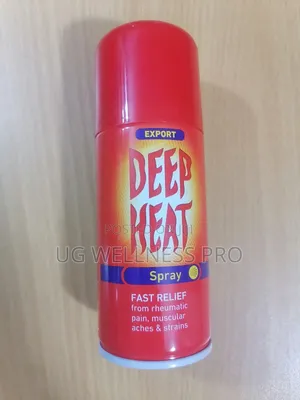 EXPORT
DEEP
HEAT
UG WELLNESS PRO
Spray
FAST RELIEF
from rheumatic
pain, muscular
aches & strains